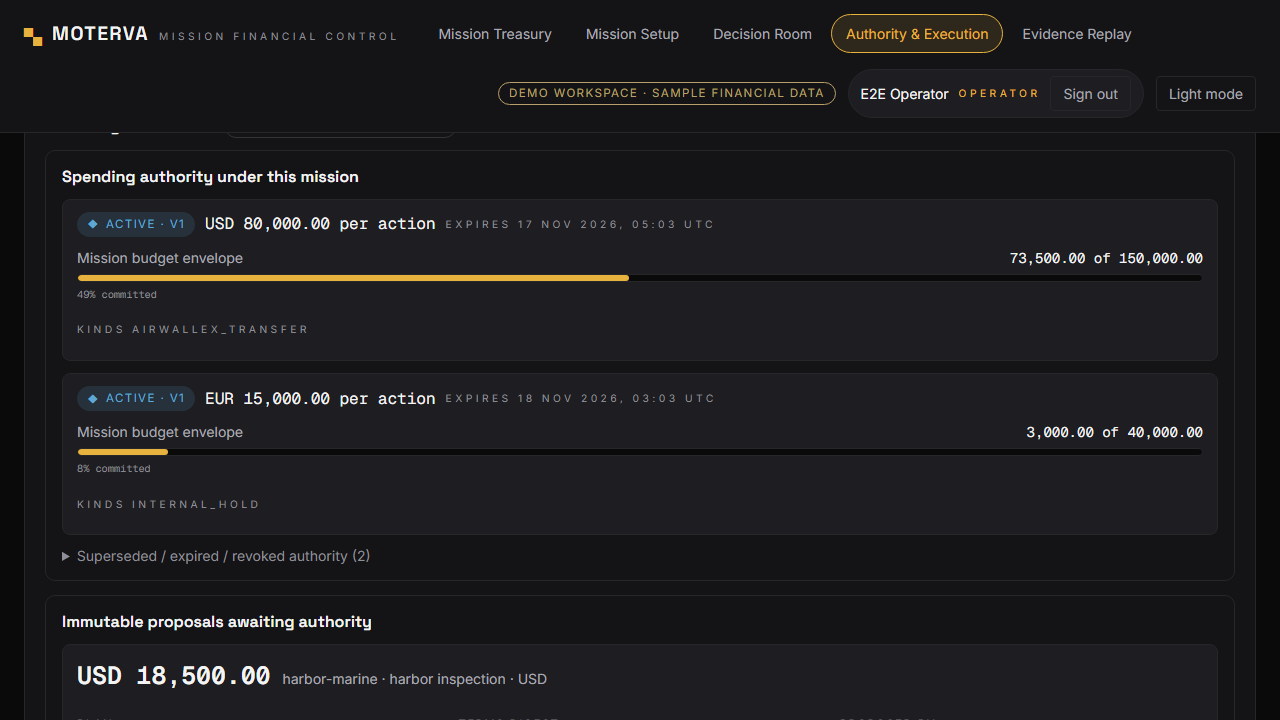 MOTERVA MISSION FINANCIAL CONTROL
Mission Treasury
Mission Setup
Decision Room
Authority & Execution
Evidence Replay
DEMO WORKSPACE · SAMPLE FINANCIAL DATA
E2E Operator OPERATOR
Sign out
Light mode
Spending authority under this mission
◆ ACTIVE · V1 USD 80,000.00 per action EXPIRES 17 NOV 2026, 05:03 UTC
Mission budget envelope 73,500.00 of 150,000.00
49% committed
KINDS AIRWALLEX_TRANSFER
◆ ACTIVE · V1 EUR 15,000.00 per action EXPIRES 18 NOV 2026, 03:03 UTC
Mission budget envelope 3,000.00 of 40,000.00
8% committed
KINDS INTERNAL_HOLD
▶ Superseded / expired / revoked authority (2)
Immutable proposals awaiting authority
USD 18,500.00 harbor-marine · harbor inspection · USD